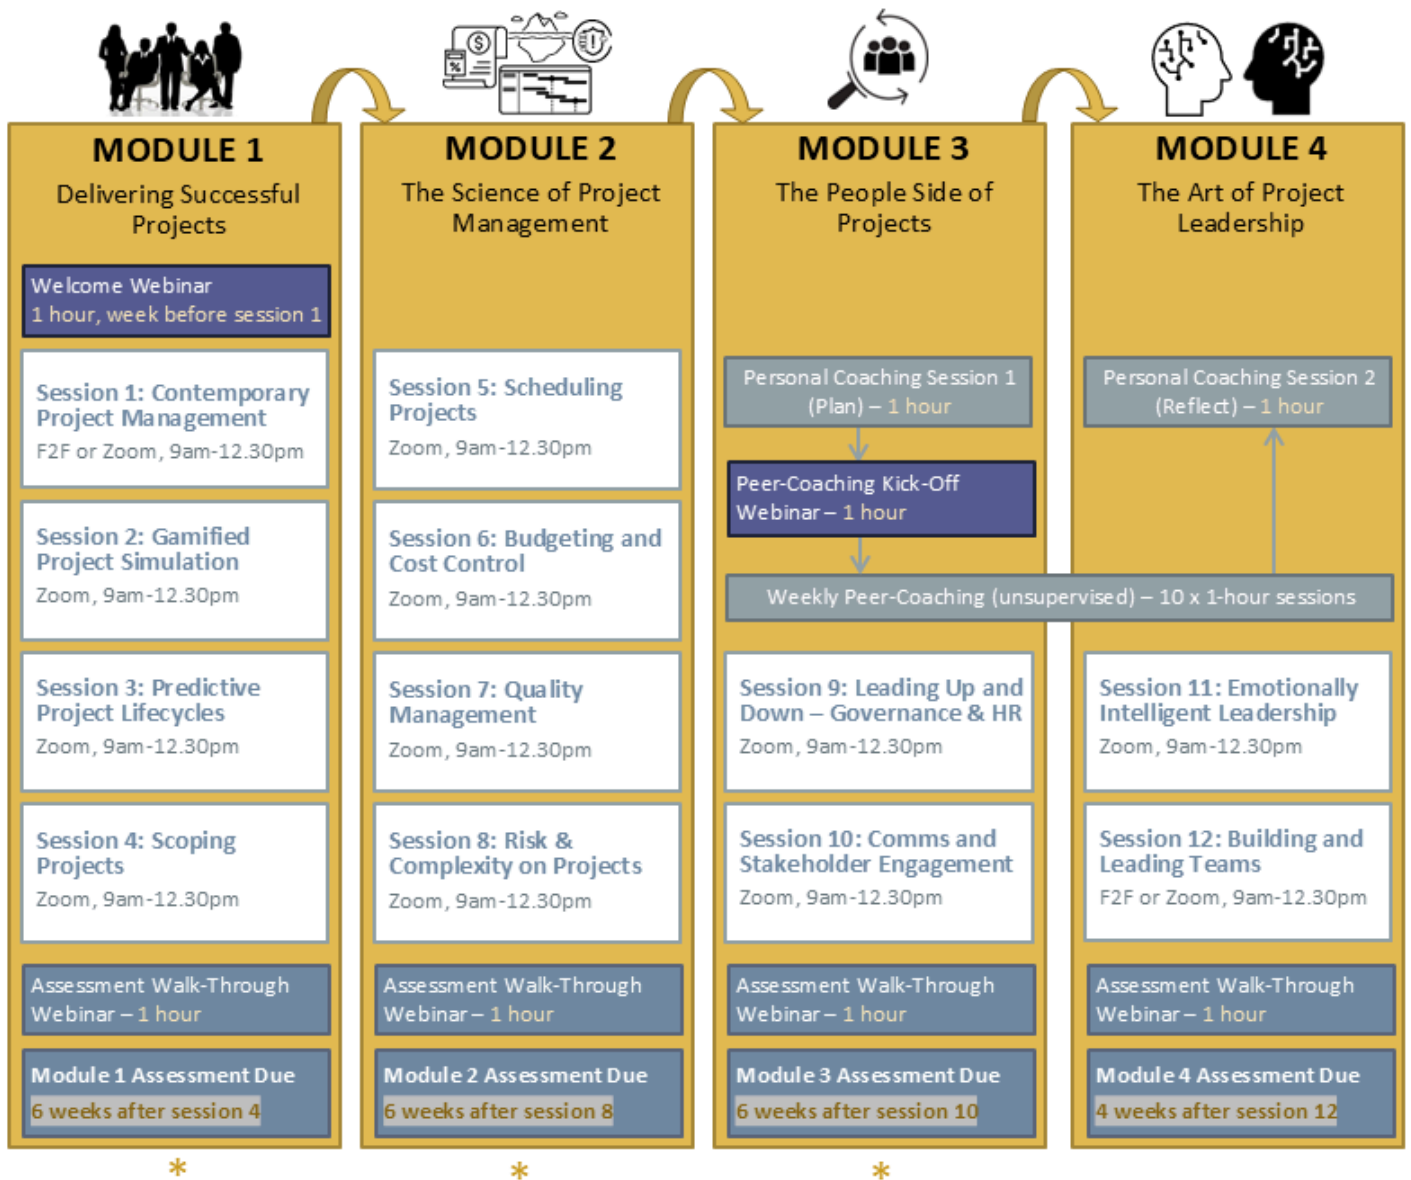 MODULE 1
Delivering Successful
Projects
Welcome Webinar
1 hour, week before session 1
Session 1: Contemporary
Project Management
F2F or Zoom, 9am-12.30pm
Session 2: Gamified
Project Simulation
Zoom, 9am-12.30pm
Session 3: Predictive
Project Lifecycles
Zoom, 9am-12.30pm
Session 4: Scoping
Projects
Zoom, 9am-12.30pm
Assessment Walk-Through
Webinar – 1 hour
Module 1 Assessment Due
6 weeks after session 4
*
$
%
MODULE 2
The Science of Project
Management
Session 5: Scheduling
Projects
Zoom, 9am-12.30pm
Session 6: Budgeting and
Cost Control
Zoom, 9am-12.30pm
Session 7: Quality
Management
Zoom, 9am-12.30pm
Session 8: Risk &
Complexity on Projects
Zoom, 9am-12.30pm
Assessment Walk-Through
Webinar – 1 hour
Module 2 Assessment Due
6 weeks after session 8
*
MODULE 3
The People Side of
Projects
Personal Coaching Session 1
(Plan) – 1 hour
Peer-Coaching Kick-Off
Webinar – 1 hour
Weekly Peer-Coaching (unsupervised) – 10 x 1-hour sessions
Session 9: Leading Up and
Down – Governance & HR
Zoom, 9am-12.30pm
Session 10: Comms and
Stakeholder Engagement
Zoom, 9am-12.30pm
Assessment Walk-Through
Webinar – 1 hour
Module 3 Assessment Due
6 weeks after session 10
*
MODULE 4
The Art of Project
Leadership
Personal Coaching Session 2
(Reflect) – 1 hour
Session 11: Emotionally
Intelligent Leadership
Zoom, 9am-12.30pm
Session 12: Building and
Leading Teams
F2F or Zoom, 9am-12.30pm
Assessment Walk-Through
Webinar – 1 hour
Module 4 Assessment Due
4 weeks after session 12